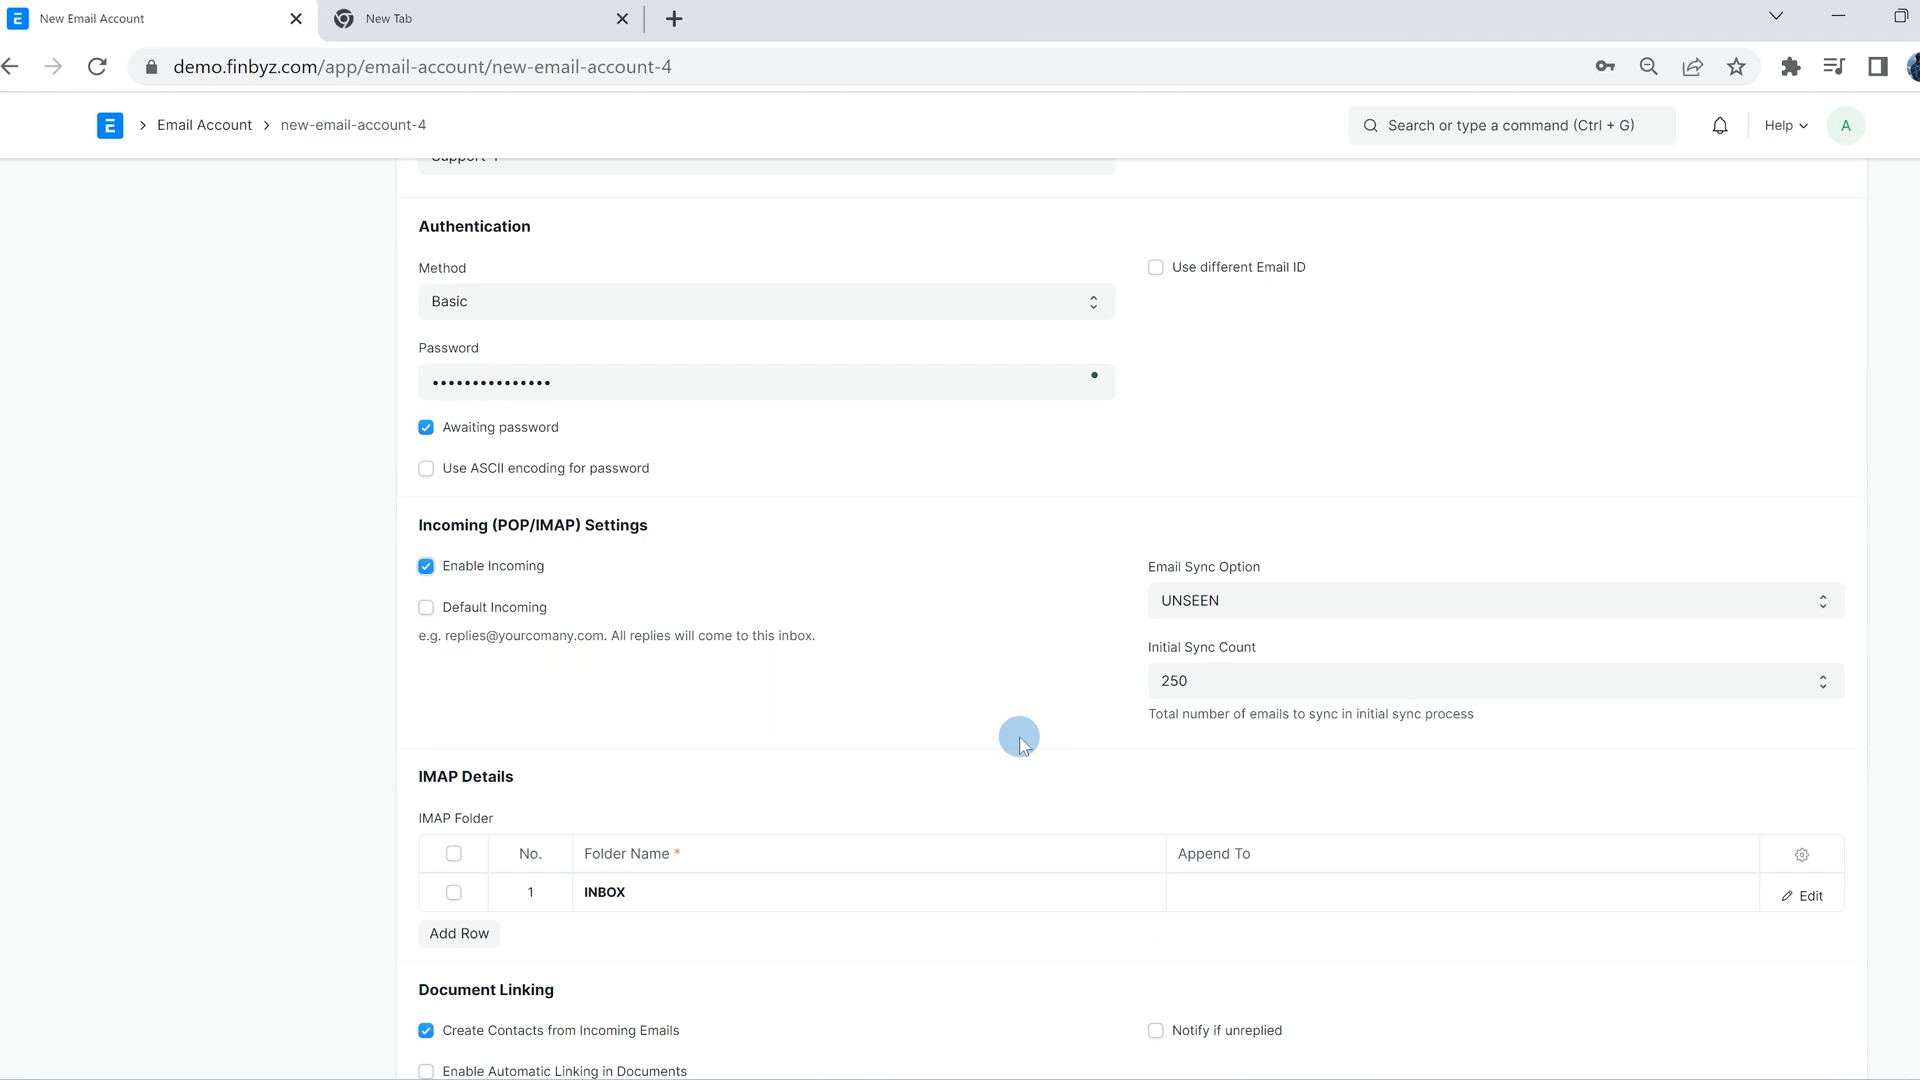 New Email Account
New Tab
demo.finbyz.com/app/email-account/new-email-account-4
E
Email Account
new-email-account-4
Search or type a command (Ctrl + G)
Help
A
Support-
Authentication
Method
Use different Email ID
Basic
Password
•••••••••••••••
Awaiting password
Use ASCII encoding for password
Incoming (POP/IMAP) Settings
Enable Incoming
Email Sync Option
UNSEEN
Default Incoming
e.g. replies@yourcomany.com. All replies will come to this inbox.
Initial Sync Count
250
Total number of emails to sync in initial sync process
IMAP Details
IMAP Folder
No. Folder Name * Append To
1 INBOX Edit
Add Row
Document Linking
Create Contacts from Incoming Emails
Notify if unreplied
Enable Automatic Linking in Documents